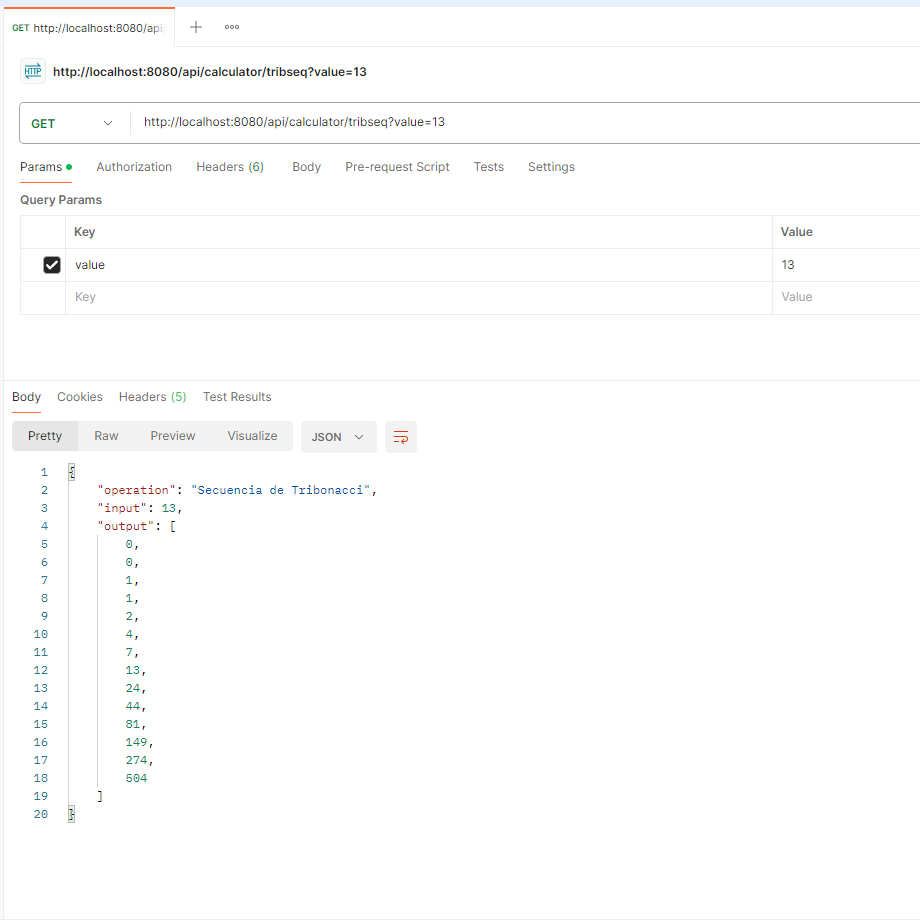 GET http://localhost:8080/api/
HTTP http://localhost:8080/api/calculator/tribseq?value=13
GET http://localhost:8080/api/calculator/tribseq?value=13
Params Authorization Headers (6) Body Pre-request Script Tests Settings
Query Params
Key Value
value 13
Key Value
Body Cookies Headers (5) Test Results
Pretty Raw Preview Visualize JSON
1 {
2 "operation": "Secuencia de Tribonacci",
3 "input": 13,
4 "output": [
5 0,
6 0,
7 1,
8 1,
9 2,
10 4,
11 7,
12 13,
13 24,
14 44,
15 81,
16 149,
17 274,
18 504
19 ]
20 }